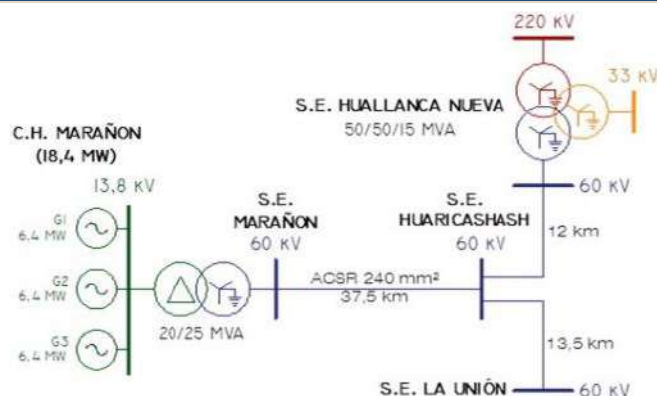 220 kV
33 kV
S.E. HUALLANCA NUEVA
50/50/15 MVA
C.H. MARAÑON
(18,4 MW)
13,8 kV
60 kV
S.E.
MARAÑON
60 kV
S.E.
HUARICASHASH
60 kV
G1
6,4 MW
12 km
G2
6,4 MW
ACSR 240 mm²
37,5 km
20/25 MVA
G3
6,4 MW
13,5 km
S.E. LA UNIÓN
60 kV